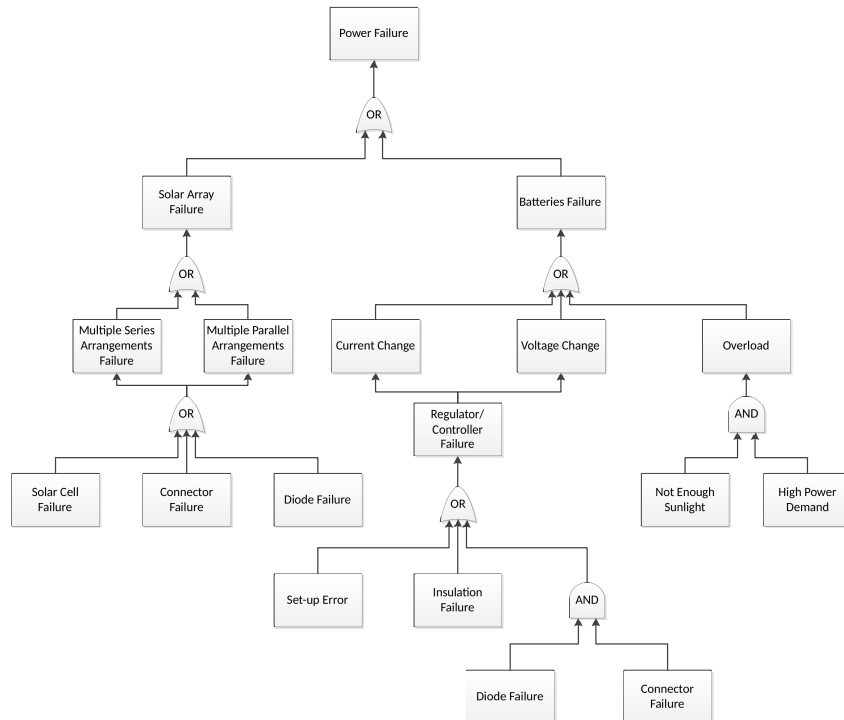 Power Failure
OR
Solar Array
Failure
Batteries Failure
OR
OR
Multiple Series
Arrangements
Failure
Multiple Parallel
Arrangements
Failure
Current Change
Voltage Change
Overload
OR
Regulator/
Controller
Failure
AND
Solar Cell
Failure
Connector
Failure
Diode Failure
OR
Not Enough
Sunlight
High Power
Demand
Set-up Error
Insulation
Failure
AND
Diode Failure
Connector
Failure